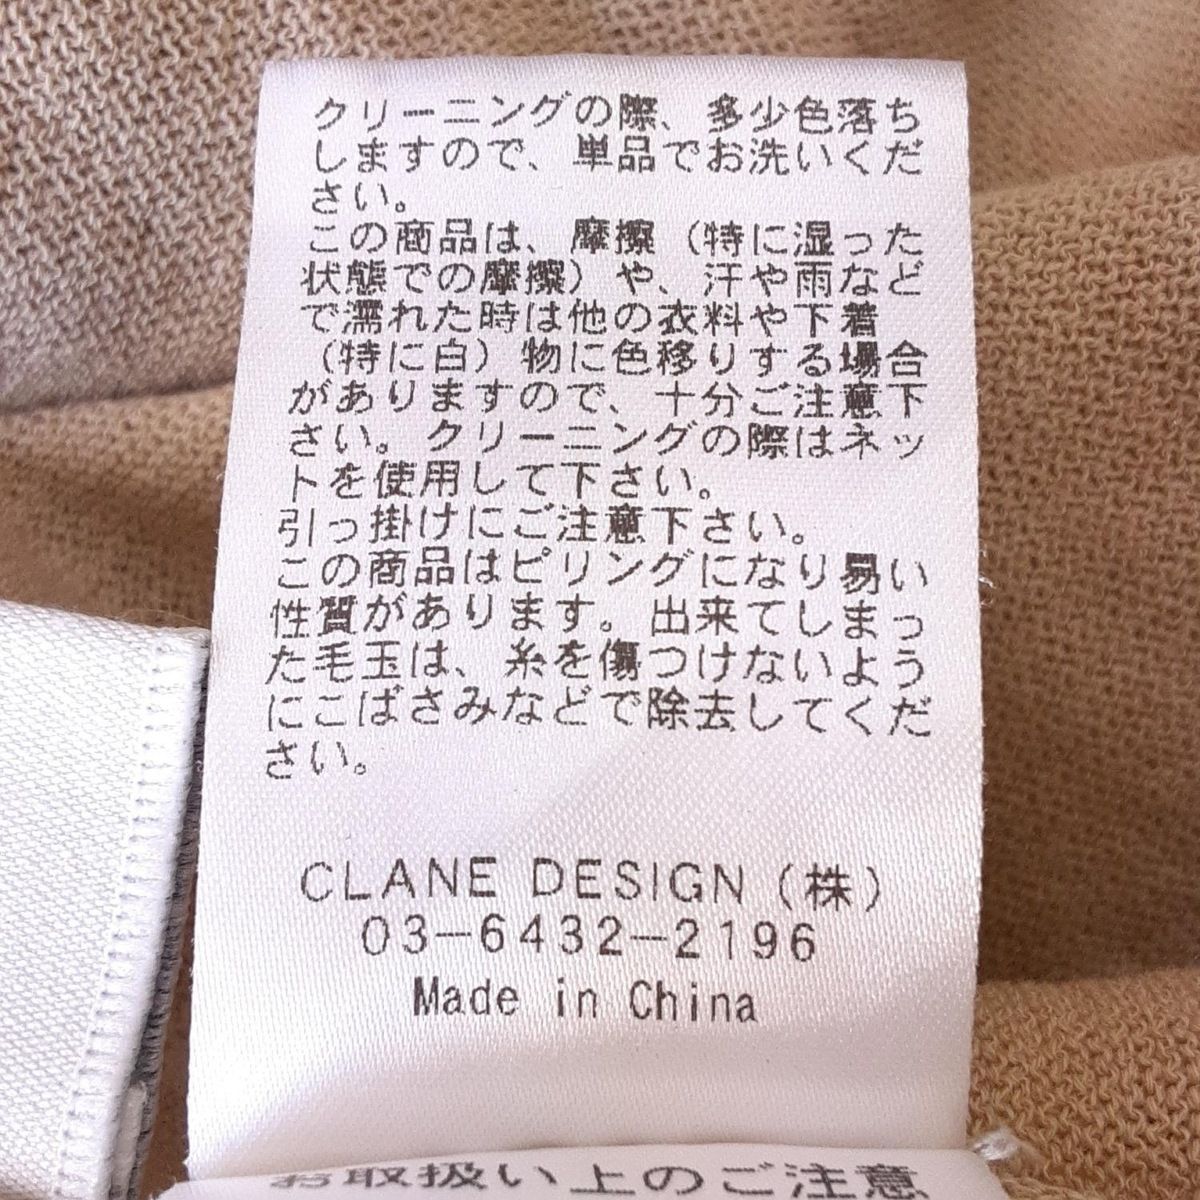 クリーニングの際、多少色落ち
しますので、単品でお洗いくだ
さい。
この商品は、摩擦（特に湿った
状態での摩擦）や、汗や雨など
で濡れた時は他の衣料や下着
（特に白）物に色移りする場合
がありますので、十分ご注意下
さい。クリーニングの際はネッ
トを使用して下さい。
引っ掛けにご注意下さい。
この商品はピリングになり易い
性質があります。出来てしまっ
た毛玉は、糸を傷つけないよう
にこばさみなどで除去してくだ
さい。
CLANE DESIGN（株）
03-6432-2196
Made in China
お取扱い上のご注意